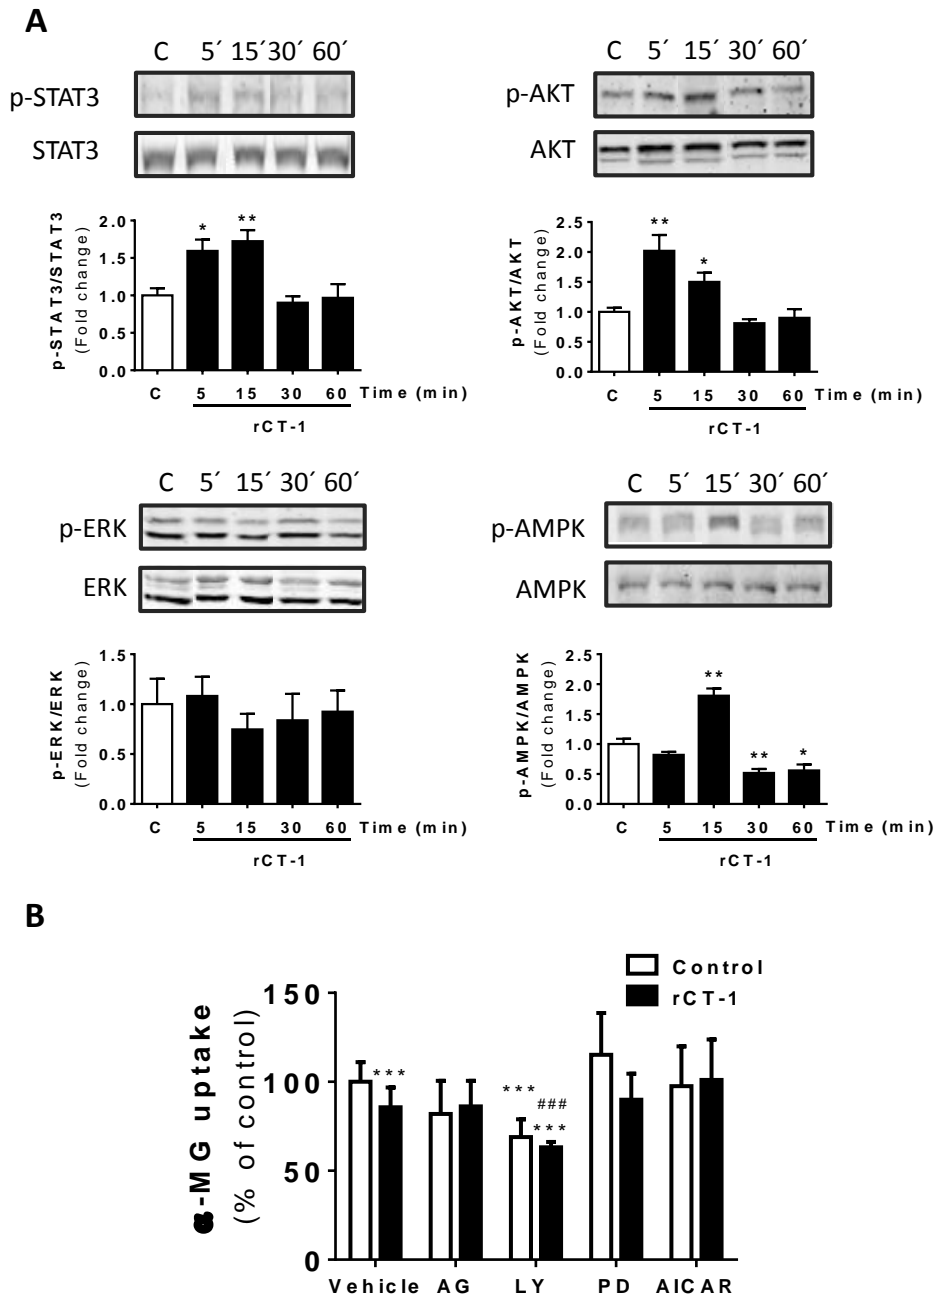 A
C 5´ 15´ 30´ 60´
p-STAT3
STAT3
p-STAT3/STAT3
(Fold change)
2.0
1.5
1.0
0.5
0.0
* **
C 5 15 30 60 Time (min)
rCT-1
C 5´ 15´ 30´ 60´
p-AKT
AKT
p-AKT/AKT
(Fold change)
2.5
2.0
1.5
1.0
0.5
0.0
** *
C 5 15 30 60 Time (min)
rCT-1
C 5´ 15´ 30´ 60´
p-ERK
ERK
p-ERK/ERK
(Fold change)
1.5
1.0
0.5
0.0
C 5 15 30 60 Time (min)
rCT-1
C 5´ 15´ 30´ 60´
p-AMPK
AMPK
p-AMPK/AMPK
(Fold change)
2.5
2.0
1.5
1.0
0.5
0.0
** ** *
C 5 15 30 60 Time (min)
rCT-1
B
Control
rCT-1
α-MG uptake
(% of control)
150
100
50
0
***
***
###
***
Vehicle AG LY PD AICAR